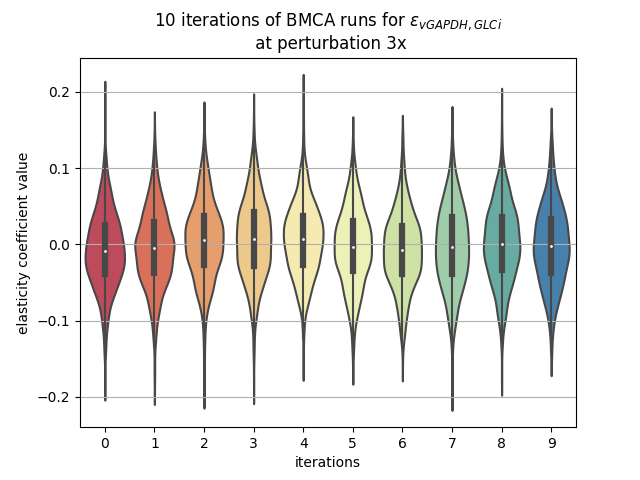 10 iterations of BMCA runs for ε_{vGAPDH, GLCi}
at perturbation 3x
elasticity coefficient value
0.2
0.1
0.0
−0.1
−0.2
0 1 2 3 4 5 6 7 8 9
iterations